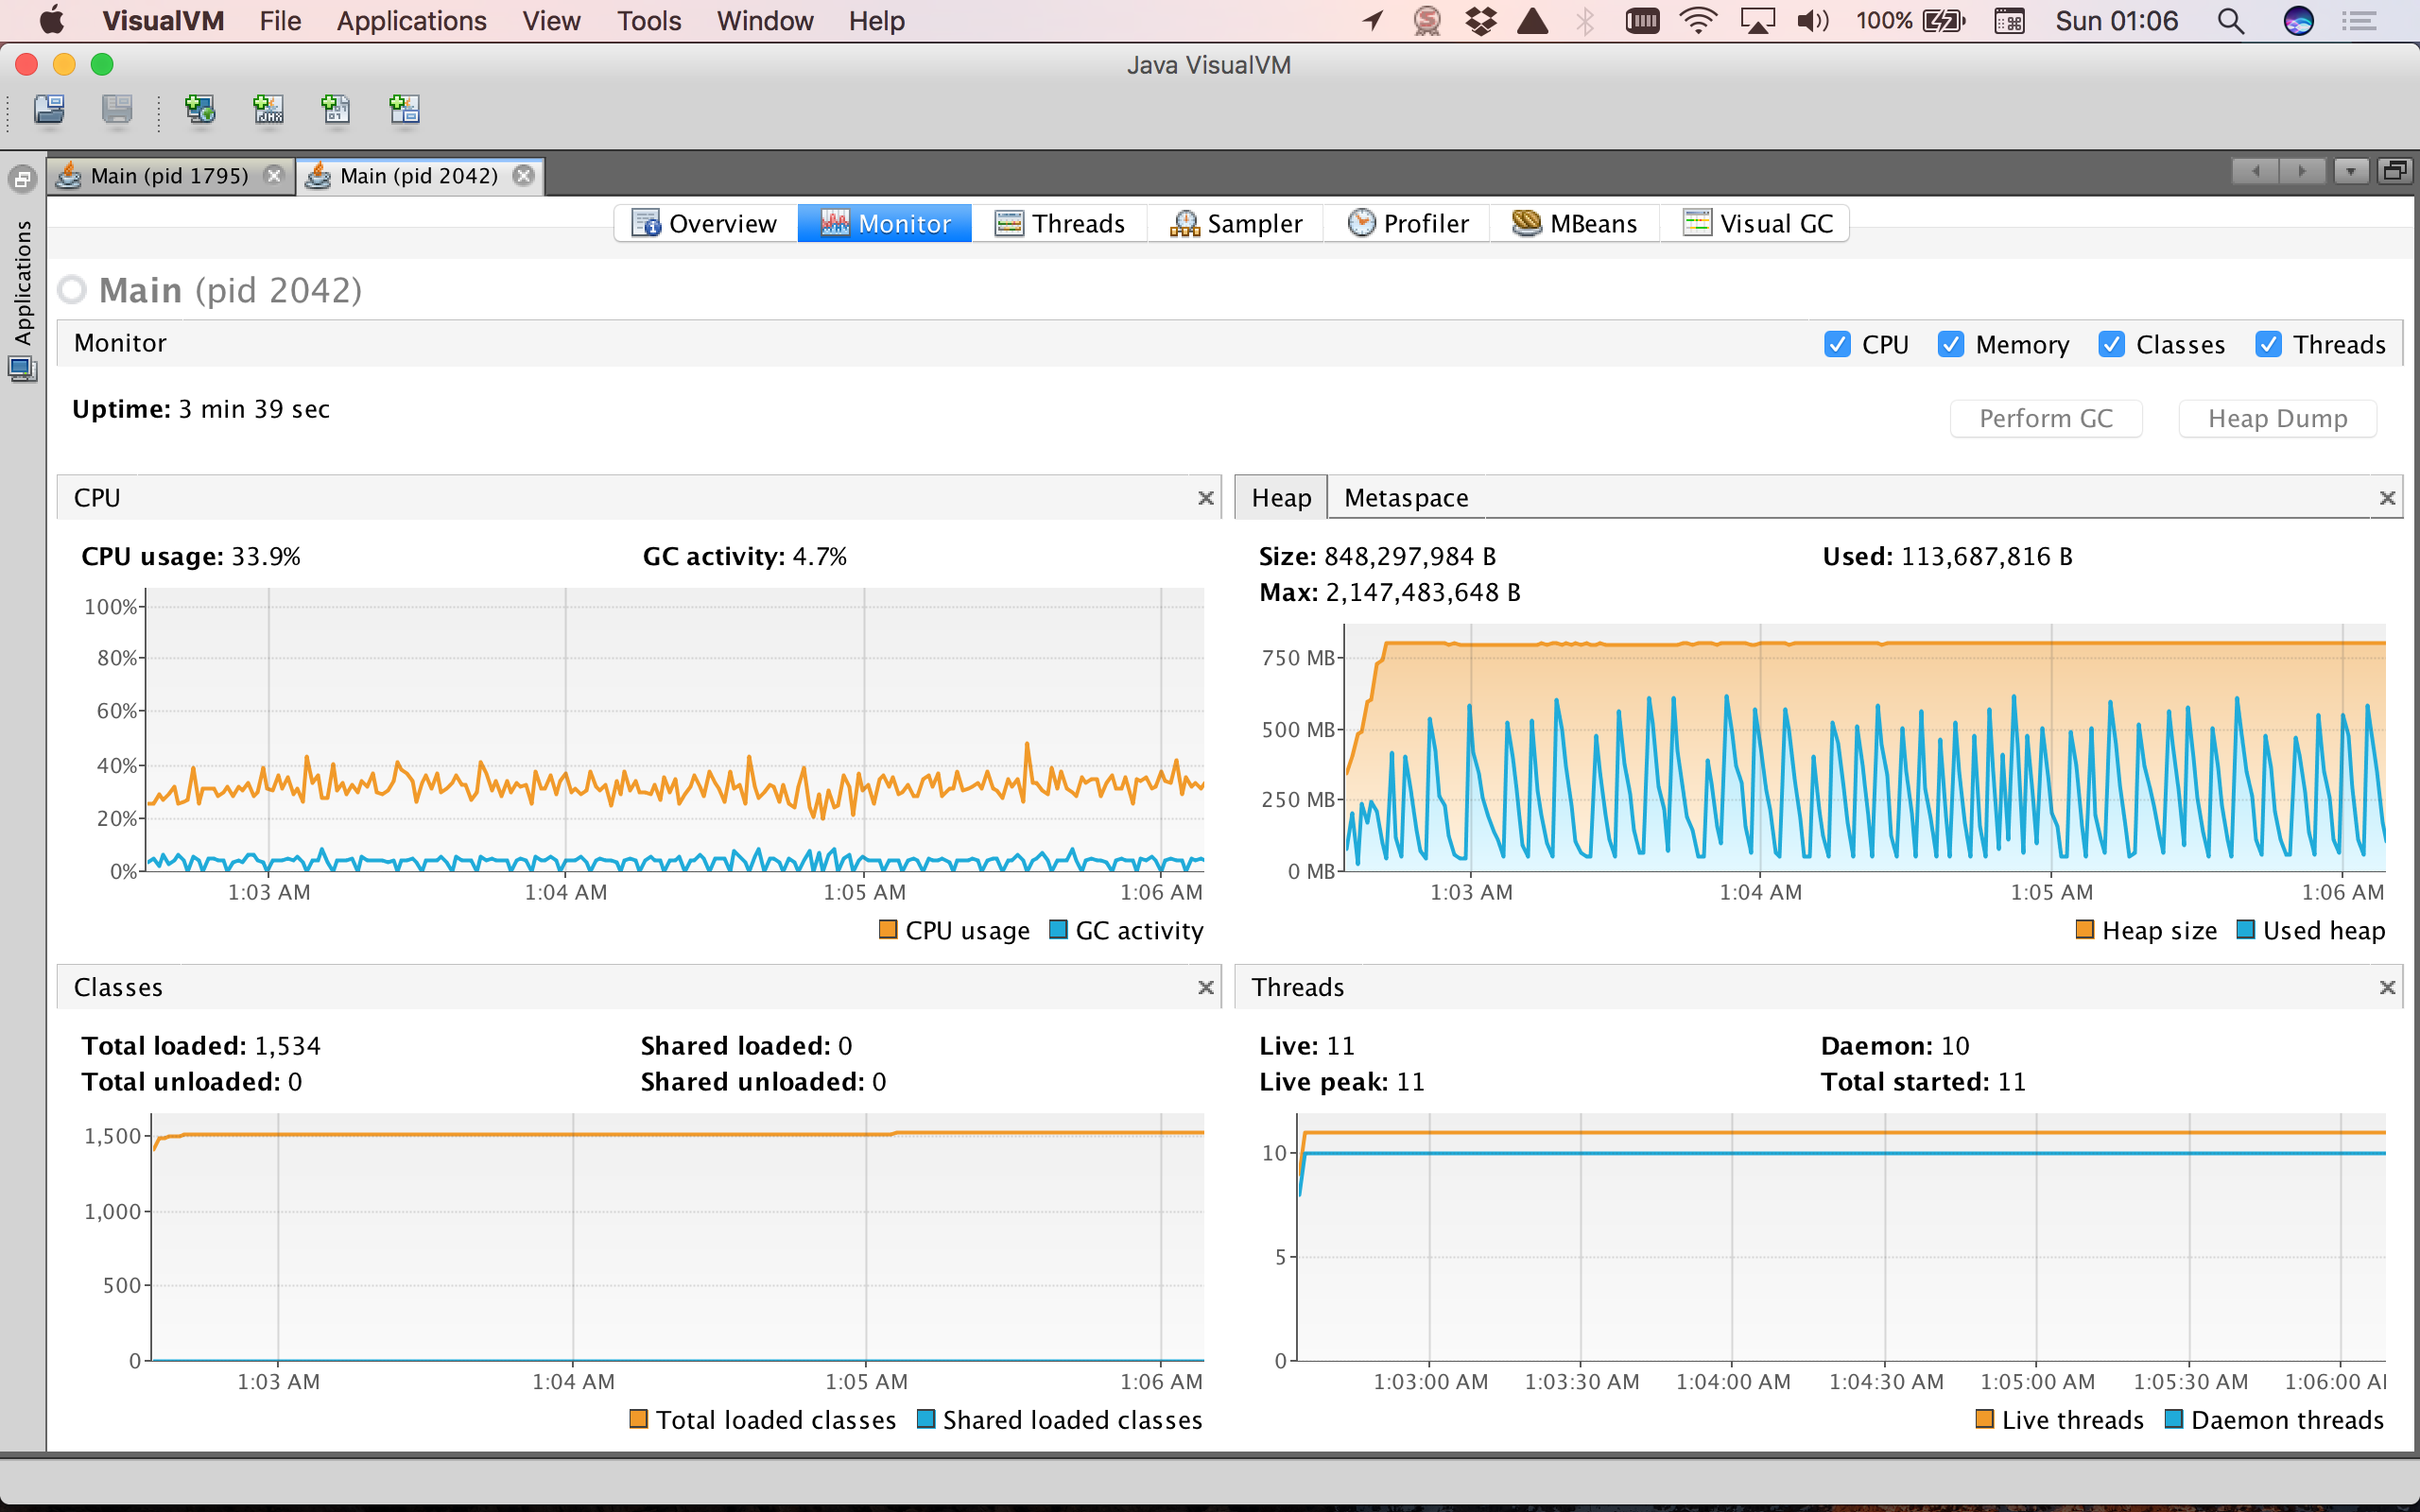 VisualVM File Applications View Tools Window Help 100% Sun 01:06
Java VisualVM
Main (pid 1795) Main (pid 2042)
Applications
Overview Monitor Threads Sampler Profiler MBeans Visual GC
Main (pid 2042)
Monitor CPU Memory Classes Threads
Uptime: 3 min 39 sec
Perform GC Heap Dump
CPU
CPU usage: 33.9% GC activity: 4.7%
100%
80%
60%
40%
20%
0%
1:03 AM 1:04 AM 1:05 AM 1:06 AM
CPU usage GC activity
Heap Metaspace
Size: 848,297,984 B Used: 113,687,816 B
Max: 2,147,483,648 B
750 MB
500 MB
250 MB
0 MB
1:03 AM 1:04 AM 1:05 AM 1:06 AM
Heap size Used heap
Classes
Total loaded: 1,534 Shared loaded: 0
Total unloaded: 0 Shared unloaded: 0
1,500
1,000
500
0
1:03 AM 1:04 AM 1:05 AM 1:06 AM
Total loaded classes Shared loaded classes
Threads
Live: 11 Daemon: 10
Live peak: 11 Total started: 11
10
5
0
1:03:00 AM 1:03:30 AM 1:04:00 AM 1:04:30 AM 1:05:00 AM 1:05:30 AM 1:06:00 A
Live threads Daemon threads